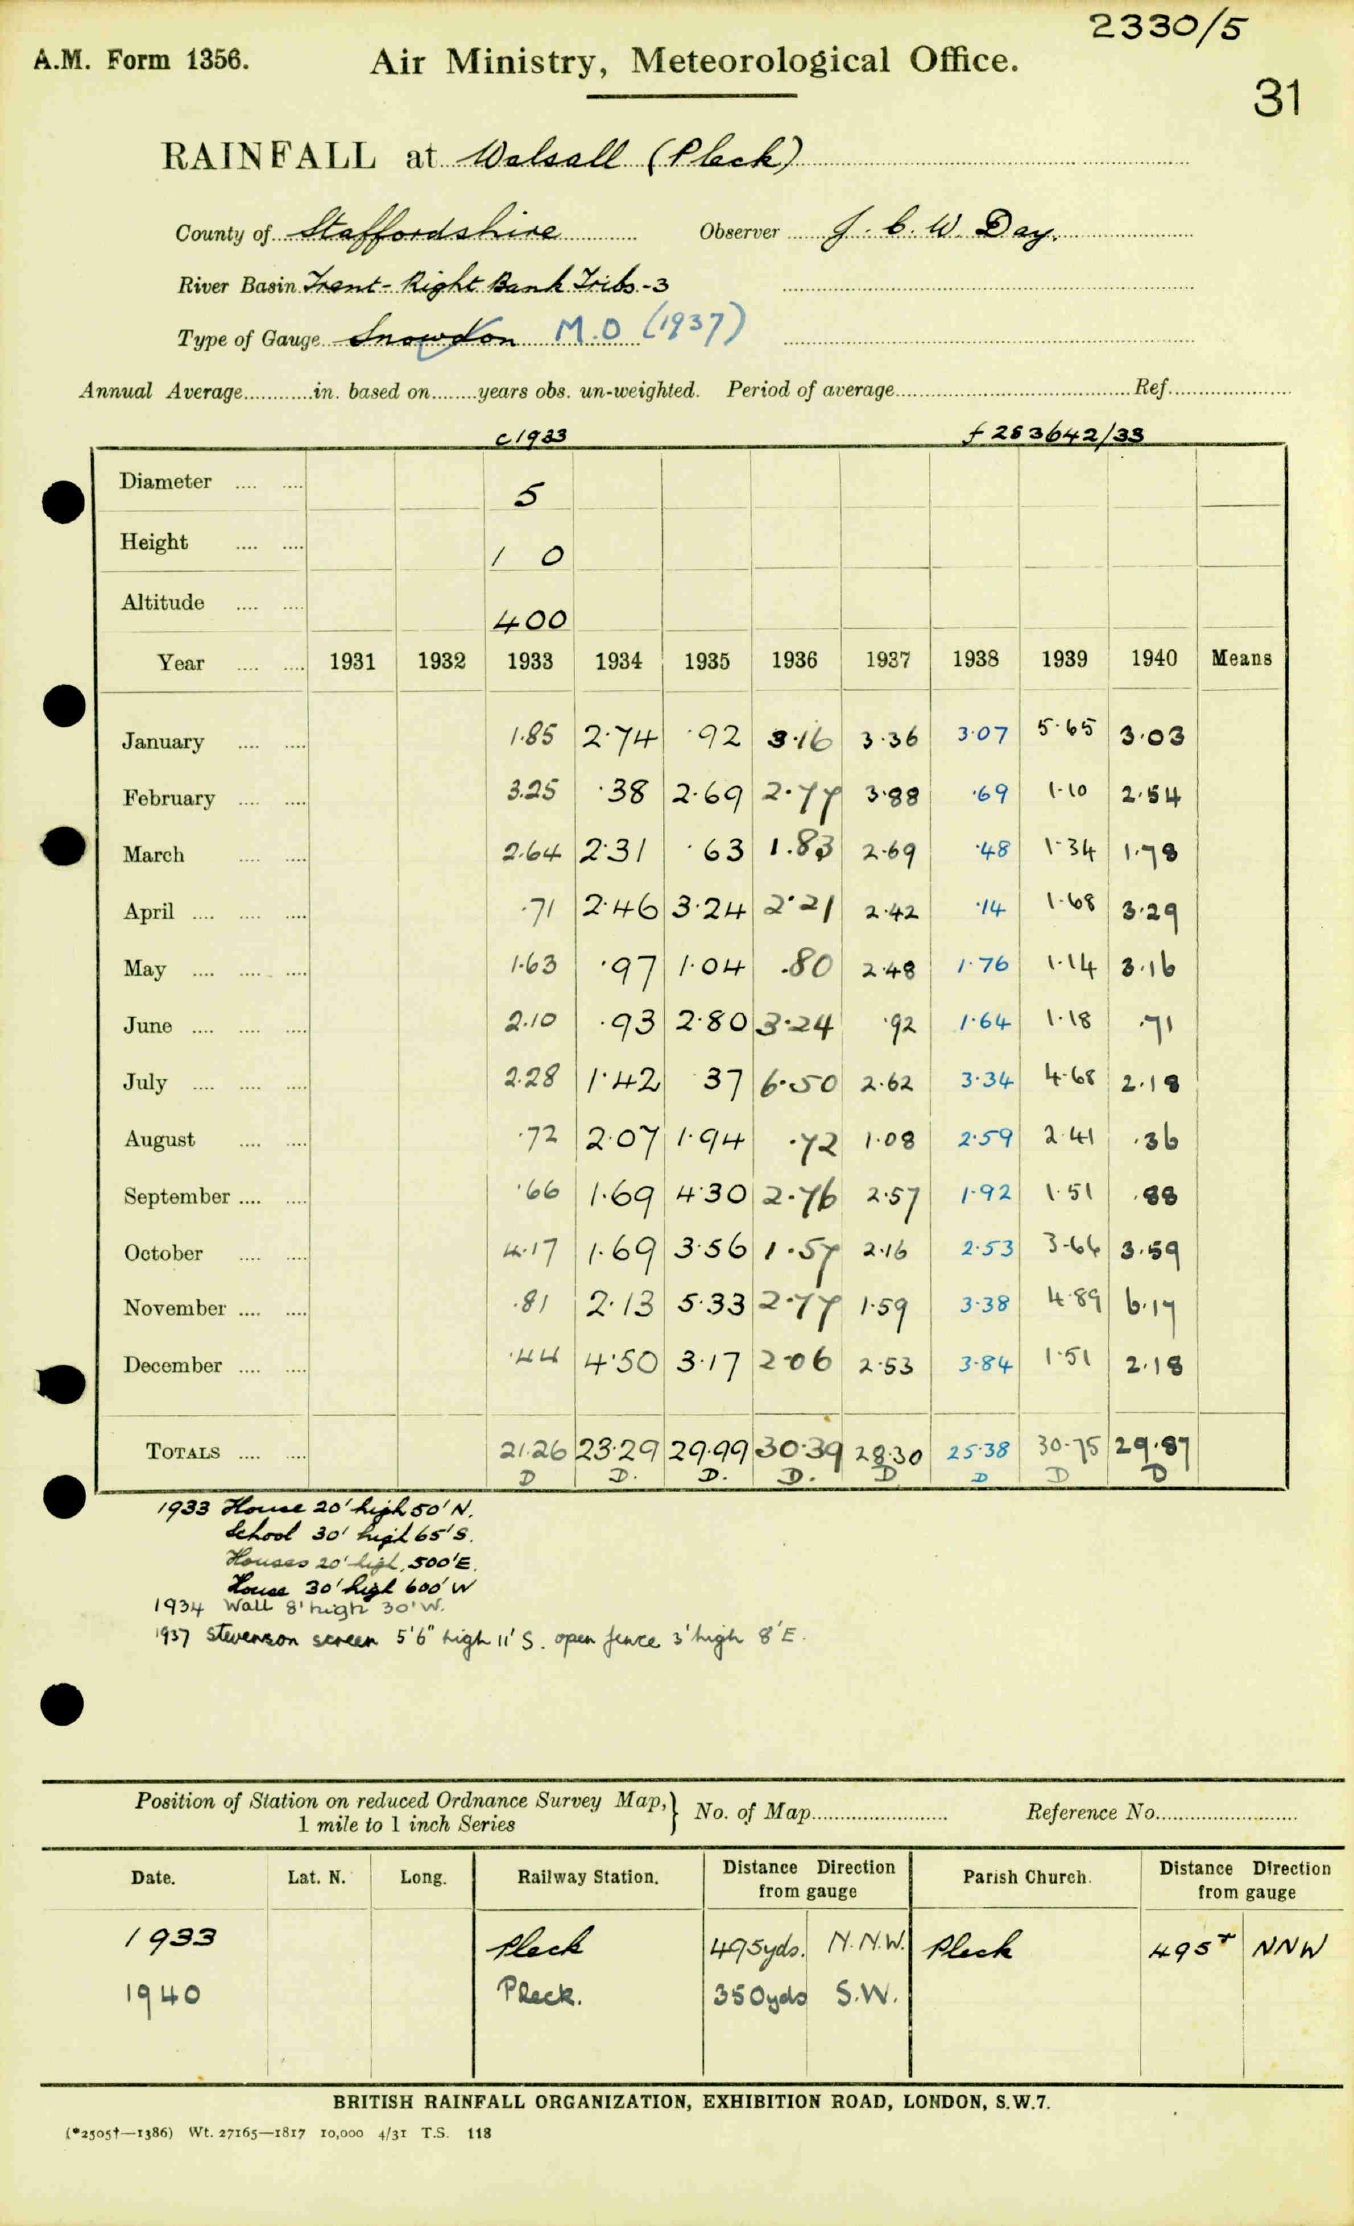 2330/5
A.M. Form 1356. Air Ministry, Meteorological Office.
31
RAINFALL at Walsall (Pleck)
County of Staffordshire Observer J. C. W. Day.
River Basin Trent - Right Bank Tribs - 3
Type of Gauge Snowdon M.O (1937)
Annual Average............in. based on........years obs. un-weighted. Period of average........................................Ref.....................
c 1933 f 283642/33
Diameter .... .... 5
Height .... .... 1 0
Altitude .... .... 400
Year .... .... 1931 1932 1933 1934 1935 1936 1937 1938 1939 1940 Means
January .... .... 1.85 2.74 .92 3.16 3.36 3.07 5.65 3.03
February .... .... 3.25 .38 2.69 2.77 3.88 .69 1.10 2.54
March .... .... 2.64 2.31 .63 1.83 2.69 .48 1.34 1.78
April .... .... .... .71 2.46 3.24 2.21 2.42 .14 1.68 3.29
May .... .... .... 1.63 .97 1.04 .80 2.48 1.76 1.14 3.16
June .... .... .... 2.10 .93 2.80 3.24 .92 1.64 1.18 .71
July .... .... .... 2.28 1.42 37 6.50 2.62 3.34 4.68 2.18
August .... .... .72 2.07 1.94 .72 1.08 2.59 2.41 .36
September .... .... .66 1.69 4.30 2.76 2.57 1.92 1.51 .88
October .... .... 4.17 1.69 3.56 1.57 2.16 2.53 3.66 3.59
November .... .... .81 2.13 5.33 2.77 1.59 3.38 4.89 6.17
December .... .... .44 4.50 3.17 2.06 2.53 3.84 1.51 2.18
TOTALS .... .... 21.26 23.29 29.99 30.39 28.30 25.38 30.75 29.87
D D. D. D. D D D D
1933 House 20' high 50' N.
School 30' high 65' S.
Houses 20' high, 500' E.
House 30' high 600' W
1934 Wall 8' high 30' W.
1937 Stevenson screen 5'6" high 11' S. open fence 3' high 8' E.
Position of Station on reduced Ordnance Survey Map, } No. of Map........................ Reference No.........................
1 mile to 1 inch Series
Date. Lat. N. Long. Railway Station. Distance Direction from gauge Parish Church. Distance Direction from gauge
1933 Pleck 495yds. N.N.W. Pleck 495 + NNW
1940 Pleck. 350yds S.W.
BRITISH RAINFALL ORGANIZATION, EXHIBITION ROAD, LONDON, S.W.7.
(*2505†—1386) Wt. 27165—1817 10,000 4/31 T.S. 118